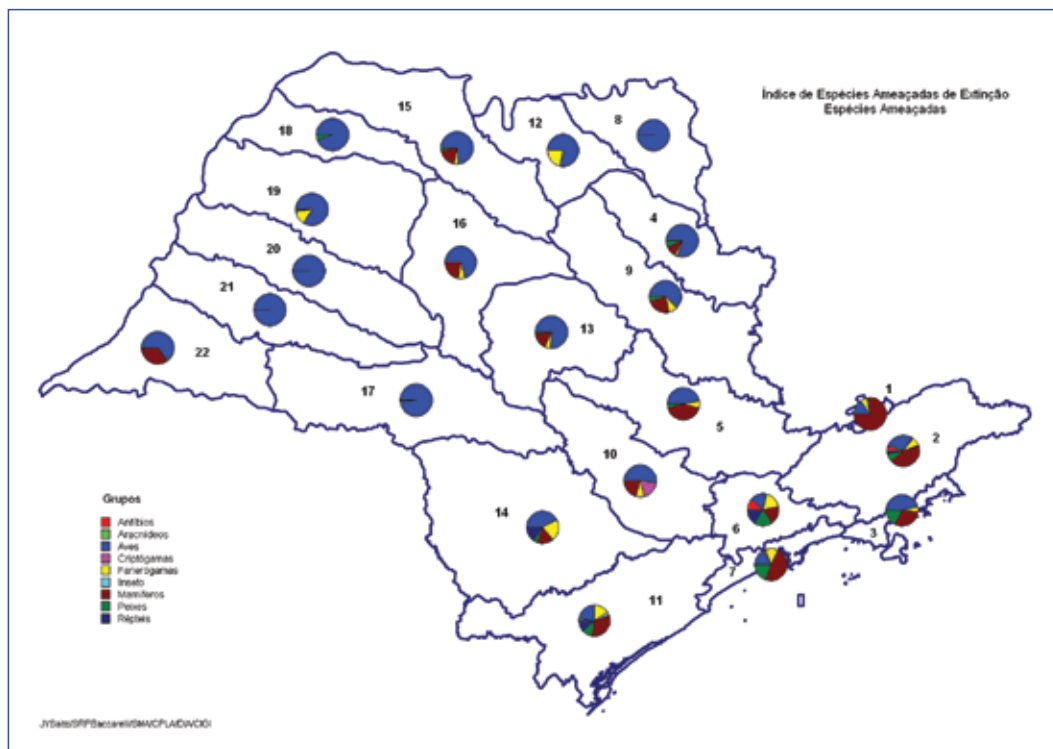 Índice de Espécies Ameaçadas de Extinção
Espécies Ameaçadas
15
12
8
18
19
4
16
20
9
21
13
22
1
17
5
2
10
14
6
3
7
11
Grupos
Anfíbios
Aracnídeos
Aves
Criptógamas
Fanerógamas
Inseto
Mamíferos
Peixes
Répteis